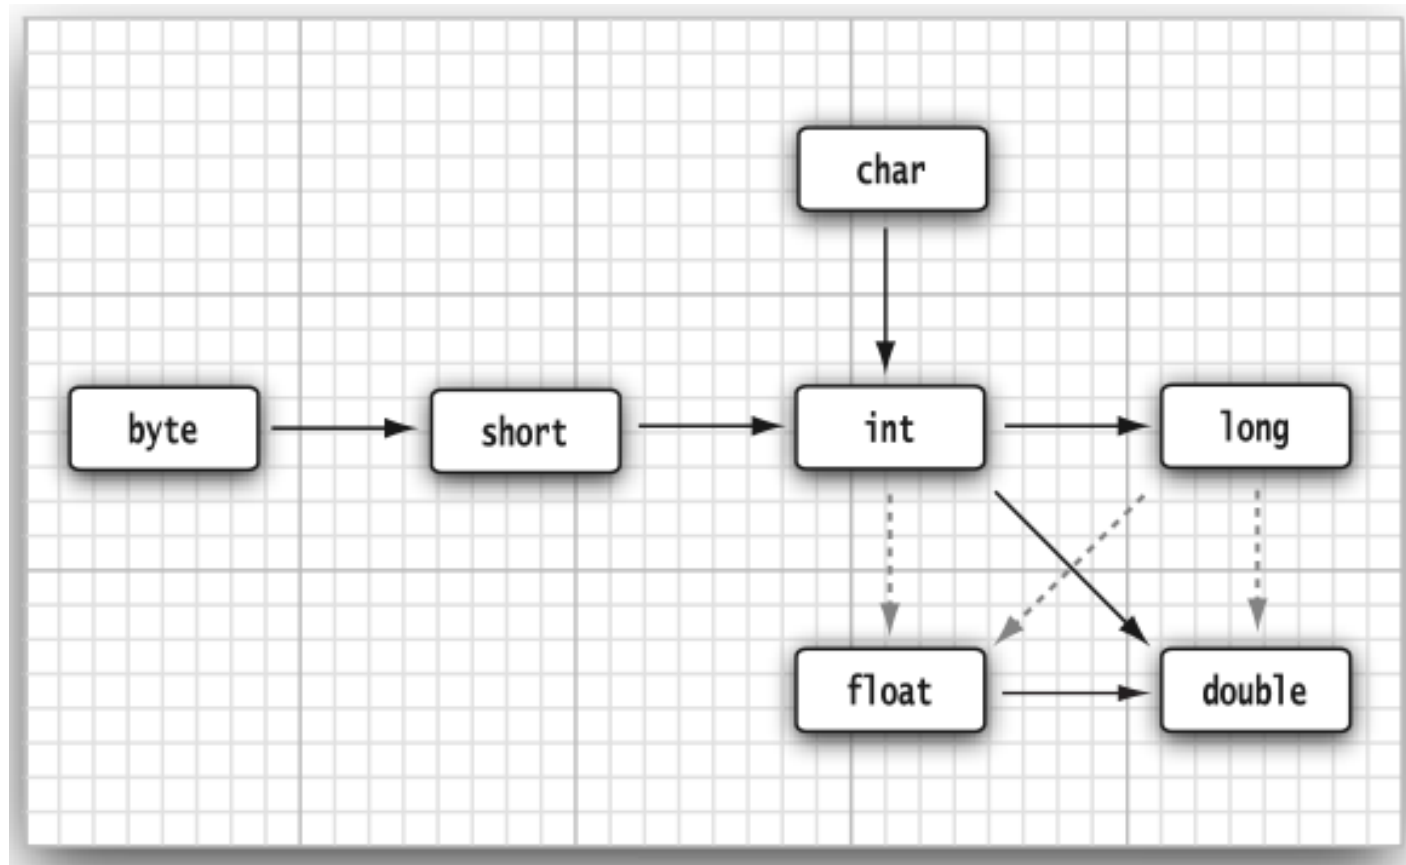 char
byte
short
int
long
float
double